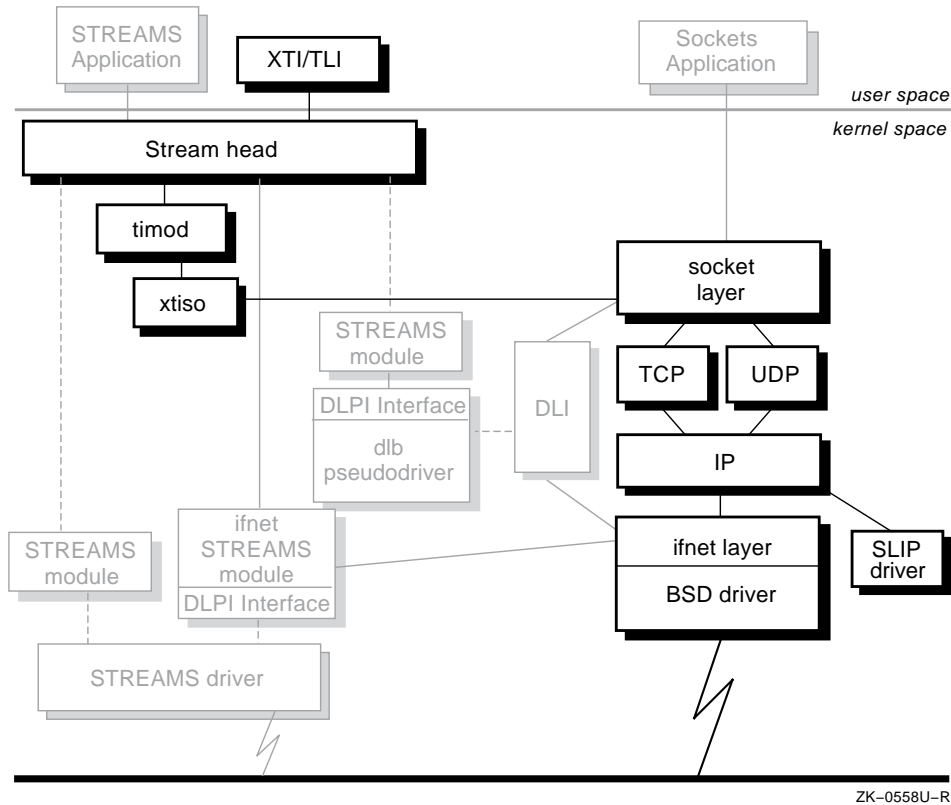 STREAMS
Application
XTI/TLI
Sockets
Application
user space
kernel space
Stream head
timod
xtiso
socket
layer
STREAMS
module
TCP
UDP
DLI
DLPI Interface
dlb
pseudodriver
IP
ifnet
STREAMS
module
DLPI Interface
STREAMS
module
ifnet layer
BSD driver
SLIP
driver
STREAMS driver
ZK–0558U–R